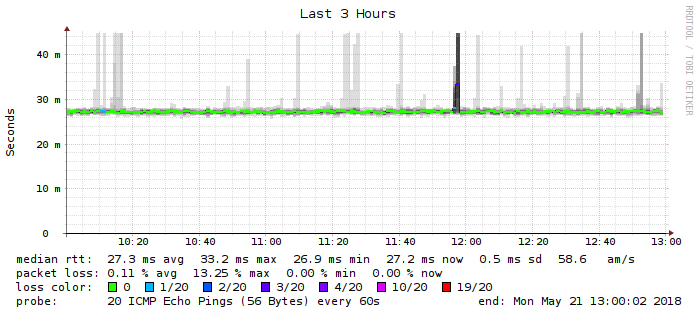 Last 3 Hours
RRDTOOL / TOBI OETIKER
Seconds
40 m
30 m
20 m
10 m
0
10:20 10:40 11:00 11:20 11:40 12:00 12:20 12:40 13:00
median rtt: 27.3 ms avg 33.2 ms max 26.9 ms min 27.2 ms now 0.5 ms sd 58.6 am/s
packet loss: 0.11 % avg 13.25 % max 0.00 % min 0.00 % now
loss color: 0 1/20 2/20 3/20 4/20 10/20 19/20
probe: 20 ICMP Echo Pings (56 Bytes) every 60s end: Mon May 21 13:00:02 2018